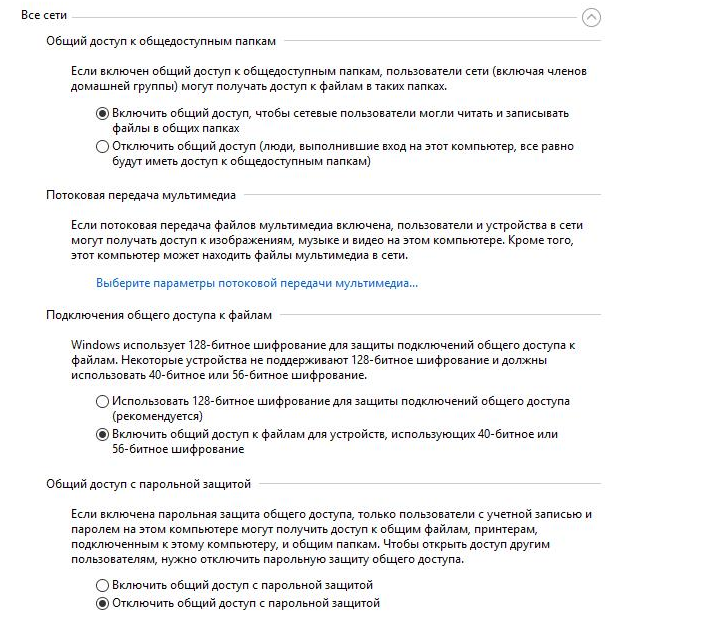 Все сети
Общий доступ к общедоступным папкам
Если включен общий доступ к общедоступным папкам, пользователи сети (включая членов
домашней группы) могут получать доступ к файлам в таких папках.
Включить общий доступ, чтобы сетевые пользователи могли читать и записывать
файлы в общих папках
Отключить общий доступ (люди, выполнившие вход на этот компьютер, все равно
будут иметь доступ к общедоступным папкам)
Потоковая передача мультимедиа
Если потоковая передача файлов мультимедиа включена, пользователи и устройства в сети
могут получать доступ к изображениям, музыке и видео на этом компьютере. Кроме того,
этот компьютер может находить файлы мультимедиа в сети.
Выберите параметры потоковой передачи мультимедиа...
Подключения общего доступа к файлам
Windows использует 128-битное шифрование для защиты подключений общего доступа к
файлам. Некоторые устройства не поддерживают 128-битное шифрование и должны
использовать 40-битное или 56-битное шифрование.
Использовать 128-битное шифрование для защиты подключений общего доступа
(рекомендуется)
Включить общий доступ к файлам для устройств, использующих 40-битное или
56-битное шифрование
Общий доступ с парольной защитой
Если включена парольная защита общего доступа, только пользователи с учетной записью и
паролем на этом компьютере могут получить доступ к общим файлам, принтерам,
подключенным к этому компьютеру, и общим папкам. Чтобы открыть доступ другим
пользователям, нужно отключить парольную защиту общего доступа.
Включить общий доступ с парольной защитой
Отключить общий доступ с парольной защитой